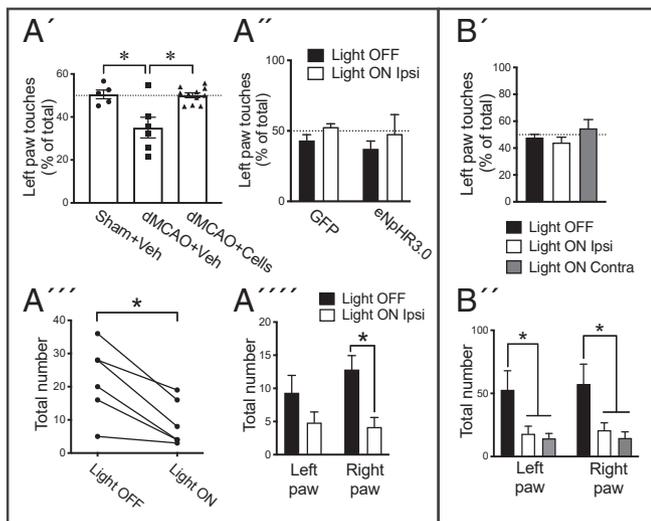 A′
Left paw touches
(% of total)
60
40
20
0
*
*
Sham+Veh
dMCAO+Veh
dMCAO+Cells
A″
Light OFF
Light ON Ipsi
Left paw touches
(% of total)
100
50
0
GFP
eNpHR3.0
B′
Left paw touches
(% of total)
100
80
60
40
20
0
Light OFF
Light ON Ipsi
Light ON Contra
A‴
Total number
40
30
20
10
0
*
Light OFF
Light ON
A⁗
Light OFF
Light ON Ipsi
Total number
20
15
10
5
0
*
Left
paw
Right
paw
B″
Total number
100
50
0
*
*
Left
paw
Right
paw